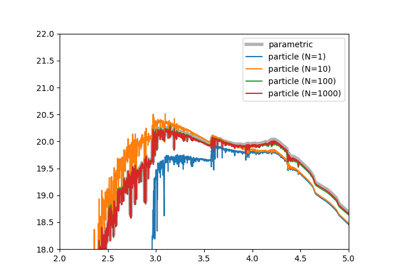 22.0
21.5
21.0
20.5
20.0
19.5
19.0
18.5
18.0
2.0 2.5 3.0 3.5 4.0 4.5 5.0
parametric
particle (N=1)
particle (N=10)
particle (N=100)
particle (N=1000)